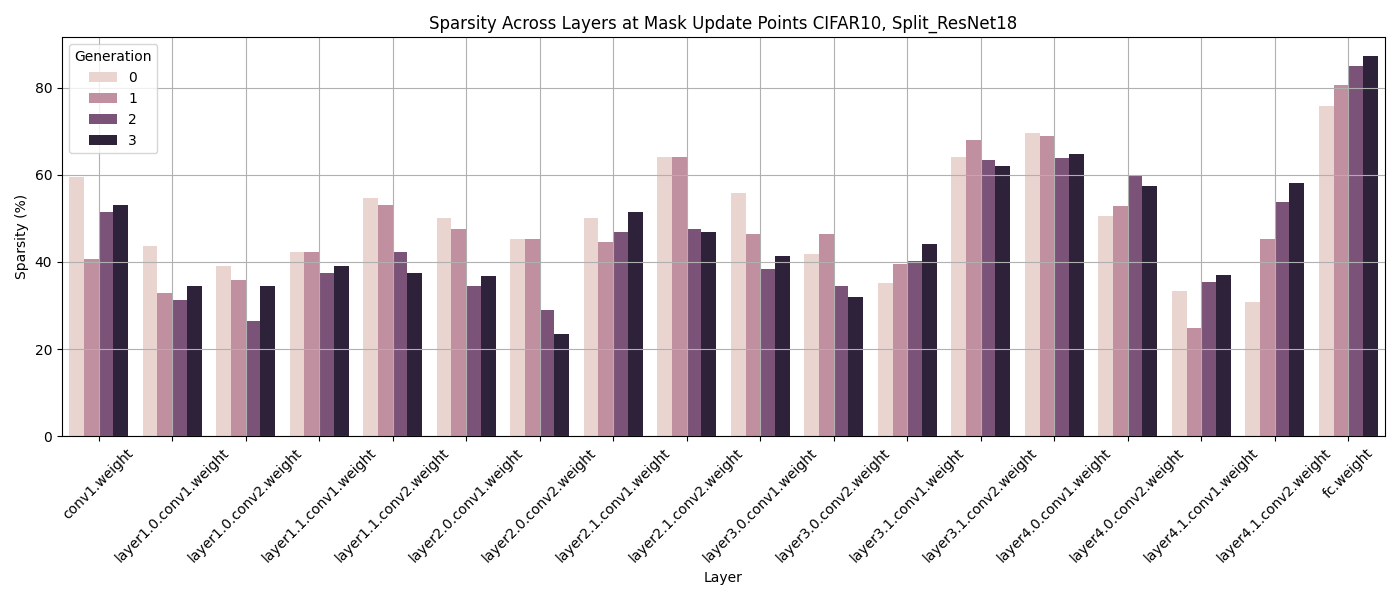 Sparsity Across Layers at Mask Update Points CIFAR10, Split_ResNet18
Generation
0
1
2
3
Sparsity (%)
80
60
40
20
0
conv1.weight
layer1.0.conv1.weight
layer1.0.conv2.weight
layer1.1.conv1.weight
layer1.1.conv2.weight
layer2.0.conv1.weight
layer2.0.conv2.weight
layer2.1.conv1.weight
layer2.1.conv2.weight
layer3.0.conv1.weight
layer3.0.conv2.weight
layer3.1.conv1.weight
layer3.1.conv2.weight
layer4.0.conv1.weight
layer4.0.conv2.weight
layer4.1.conv1.weight
layer4.1.conv2.weight
fc.weight
Layer